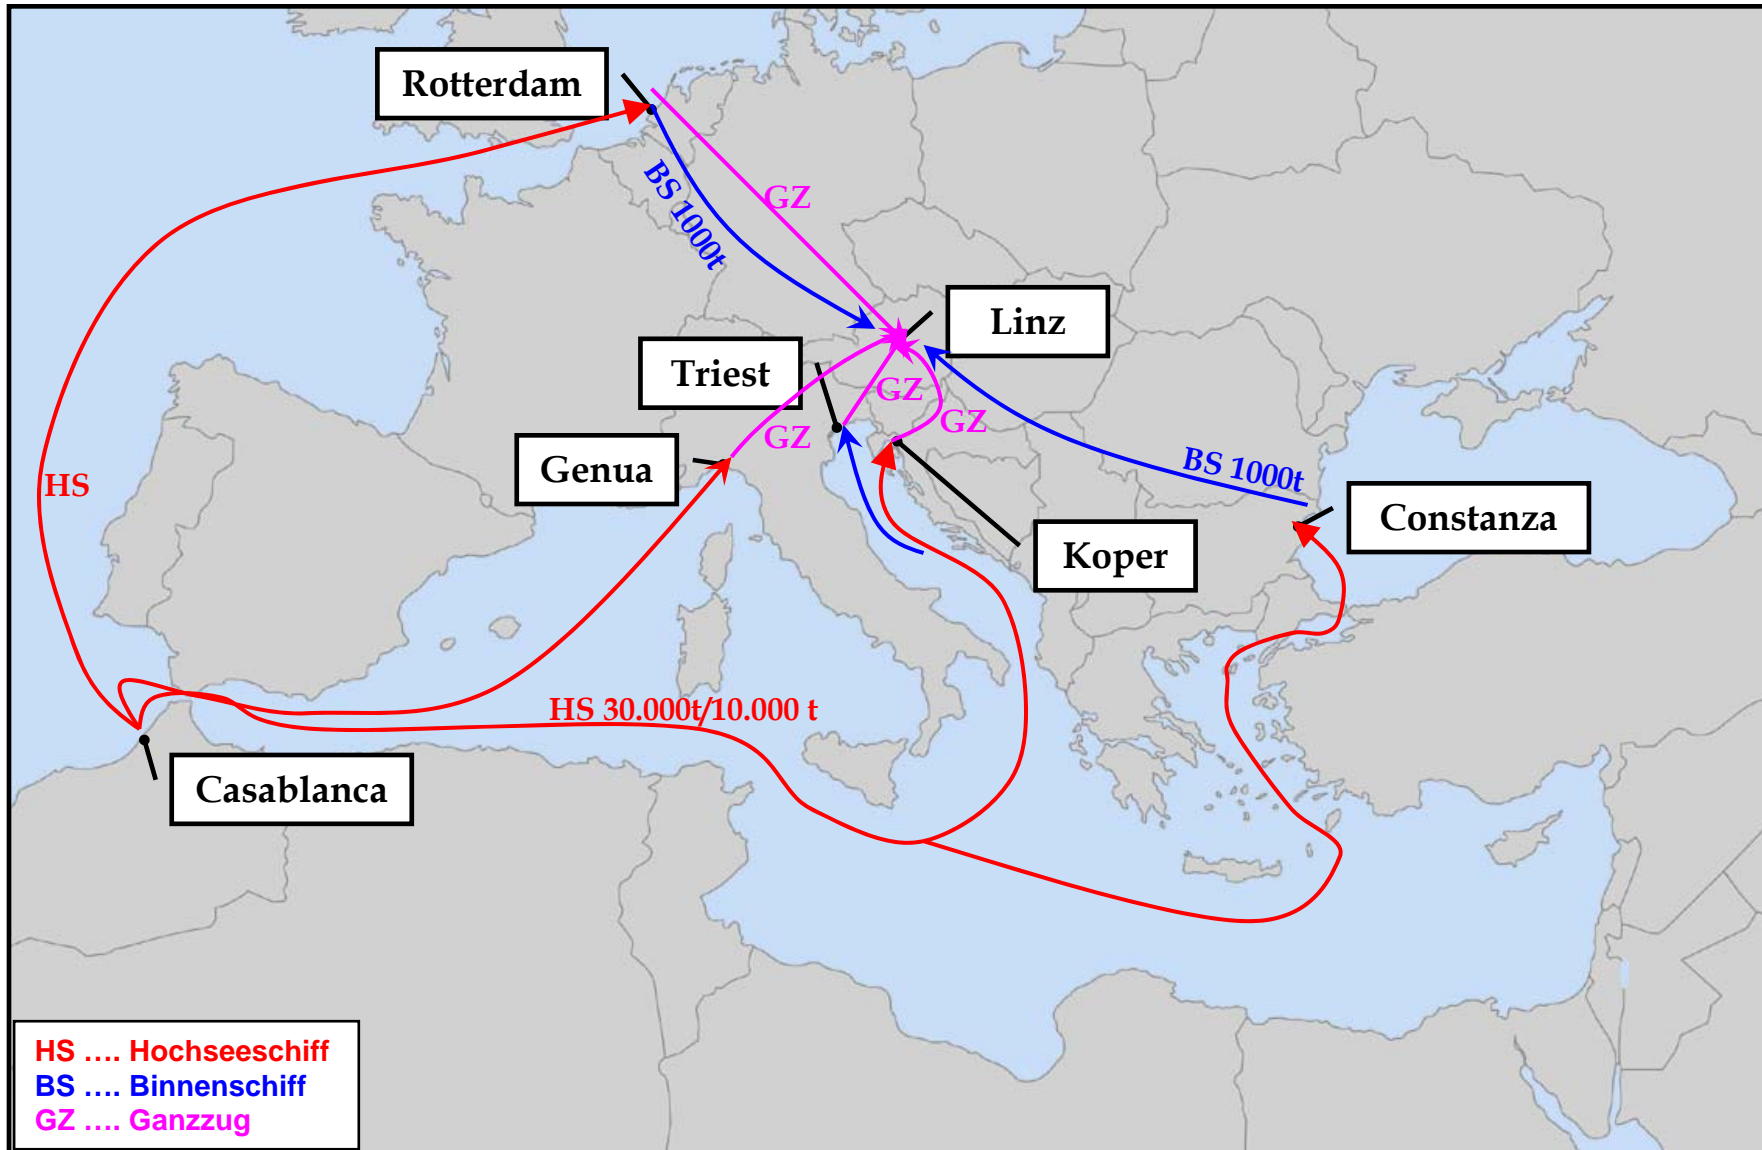 Rotterdam
BS 1000t
GZ
Linz
Triest
GZ
GZ
GZ
Genua
BS 1000t
HS
Constanza
Koper
HS 30.000t/10.000 t
Casablanca
HS .... Hochseeschiff
BS .... Binnenschiff
GZ .... Ganzzug